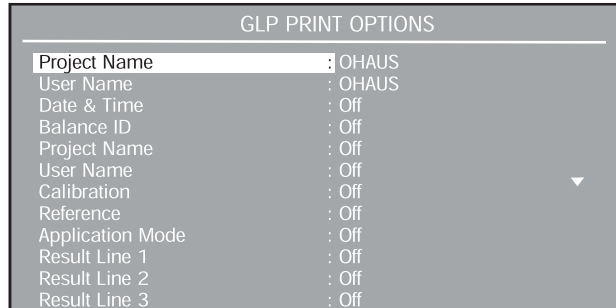 GLP PRINT OPTIONS
Project Name : OHAUS
User Name : OHAUS
Date & Time : Off
Balance ID : Off
Project Name : Off
User Name : Off
Calibration : Off
Reference : Off
Application Mode : Off
Result Line 1 : Off
Result Line 2 : Off
Result Line 3 : Off